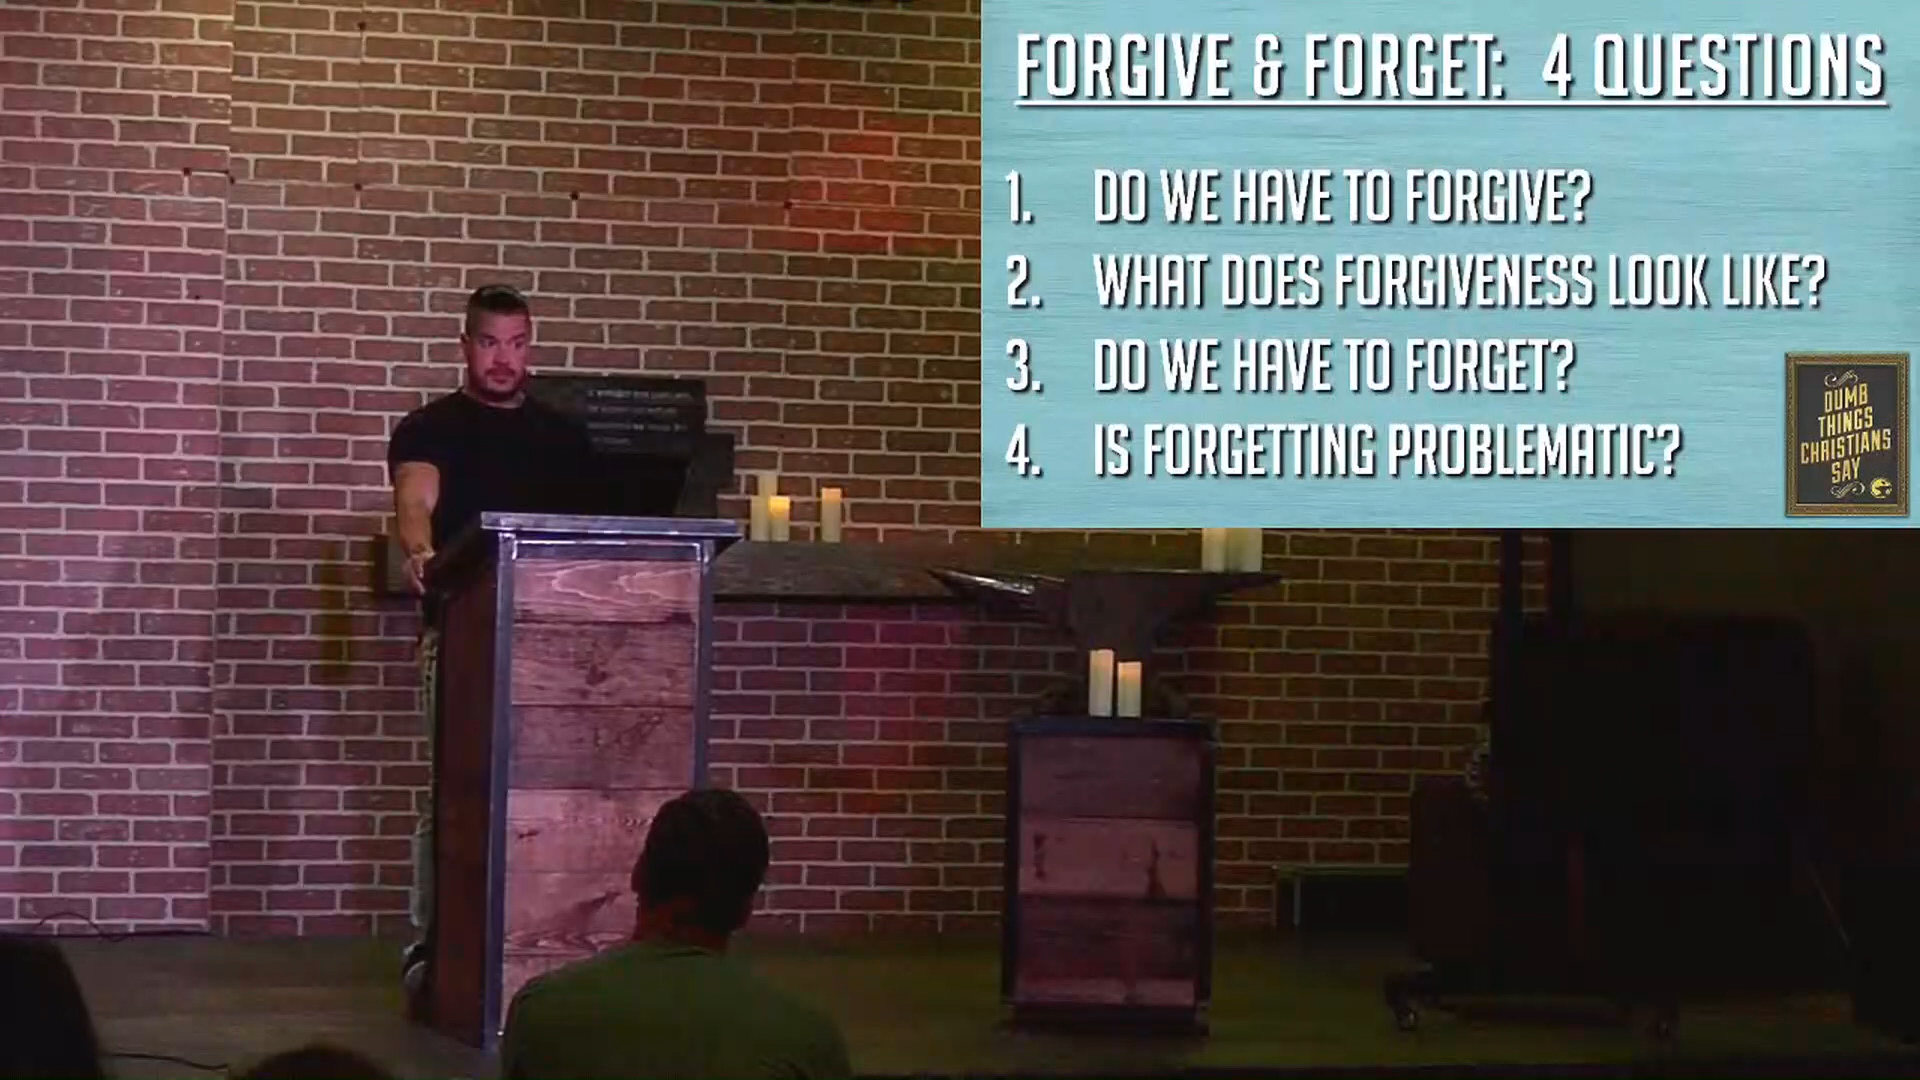 FORGIVE & FORGET: 4 QUESTIONS
1. DO WE HAVE TO FORGIVE?
2. WHAT DOES FORGIVENESS LOOK LIKE?
3. DO WE HAVE TO FORGET?
4. IS FORGETTING PROBLEMATIC?
DUMB
THINGS
CHRISTIANS
SAY